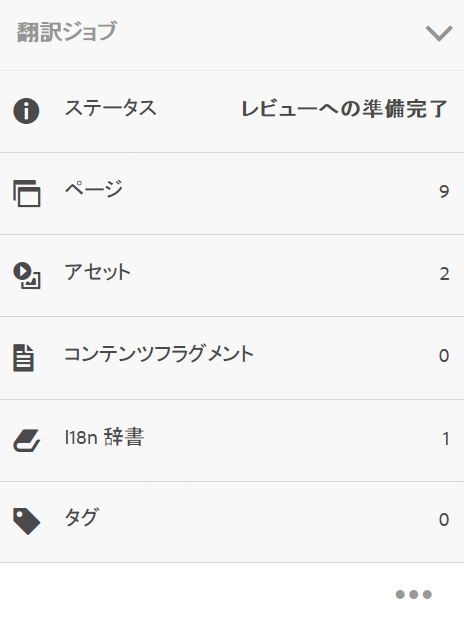 翻訳ジョブ
ステータス レビューへの準備完了
ページ 9
アセット 2
コンテンツフラグメント 0
I18n 辞書 1
タグ 0